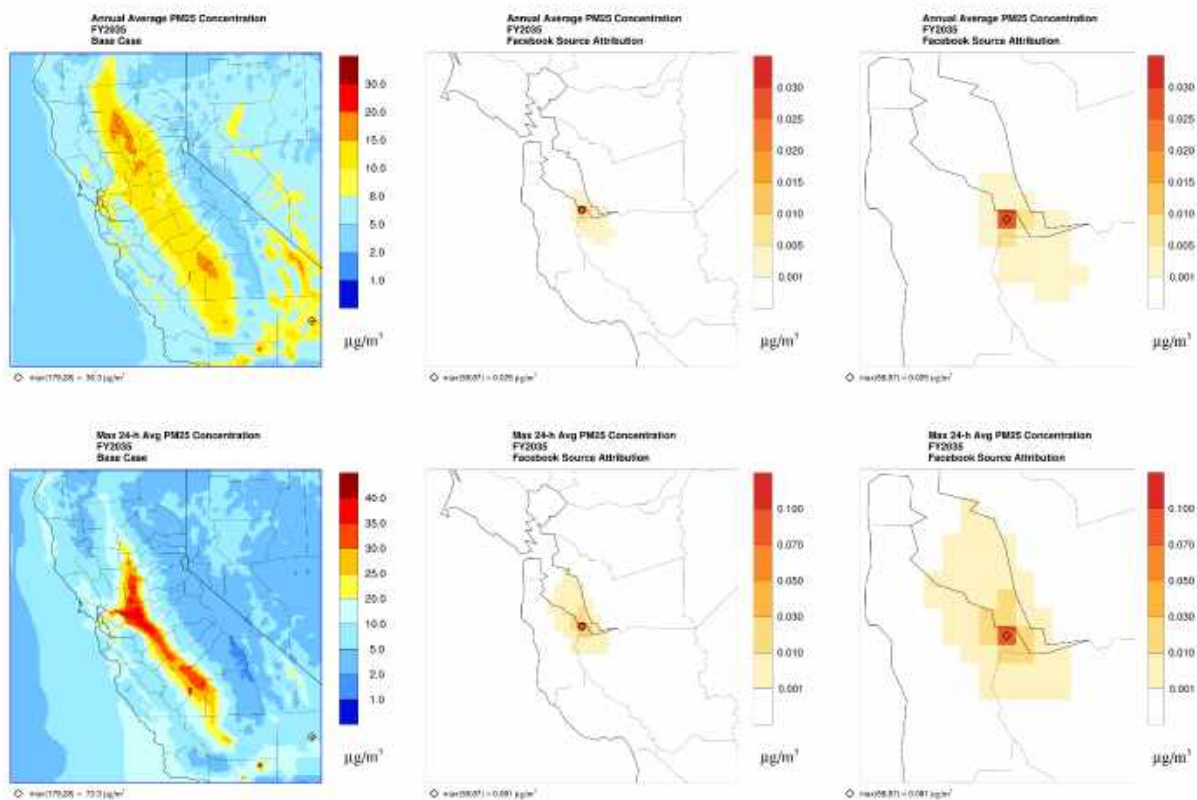 Annual Average PM25 Concentration
FY2035
Base Case
30.0
20.0
15.0
10.0
8.0
5.0
2.0
1.0
µg/m³
Annual Average PM25 Concentration
FY2035
Facebook Source Attribution
0.030
0.025
0.020
0.015
0.010
0.005
0.001
µg/m³
Annual Average PM25 Concentration
FY2035
Facebook Source Attribution
0.030
0.025
0.020
0.015
0.010
0.005
0.001
µg/m³
Max 24-h Avg PM25 Concentration
FY2035
Base Case
40.0
35.0
30.0
25.0
20.0
10.0
5.0
2.0
1.0
µg/m³
Max 24-h Avg PM25 Concentration
FY2035
Facebook Source Attribution
0.100
0.070
0.050
0.030
0.010
0.001
µg/m³
Max 24-h Avg PM25 Concentration
FY2035
Facebook Source Attribution
0.100
0.070
0.050
0.030
0.010
0.001
µg/m³